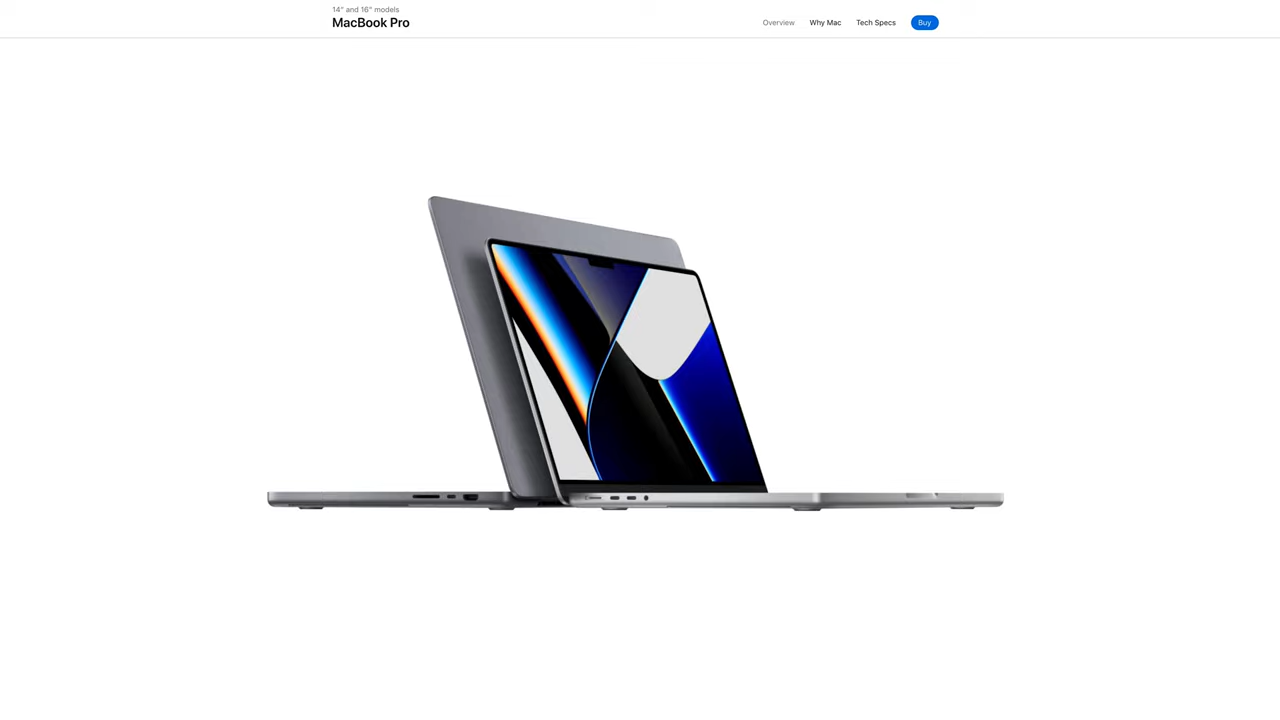 14" and 16" models
MacBook Pro
Overview
Why Mac
Tech Specs
Buy